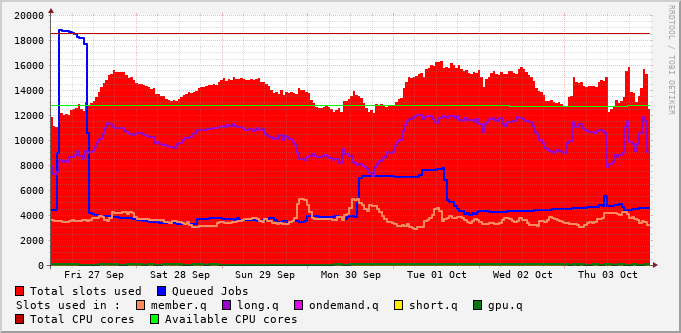 20000
18000
16000
14000
12000
10000
8000
6000
4000
2000
0
Fri 27 Sep Sat 28 Sep Sun 29 Sep Mon 30 Sep Tue 01 Oct Wed 02 Oct Thu 03 Oct
Total slots used Queued Jobs
Slots used in : member.q long.q ondemand.q short.q gpu.q
Total CPU cores Available CPU cores
RRDTOOL / TOBI OETIKER